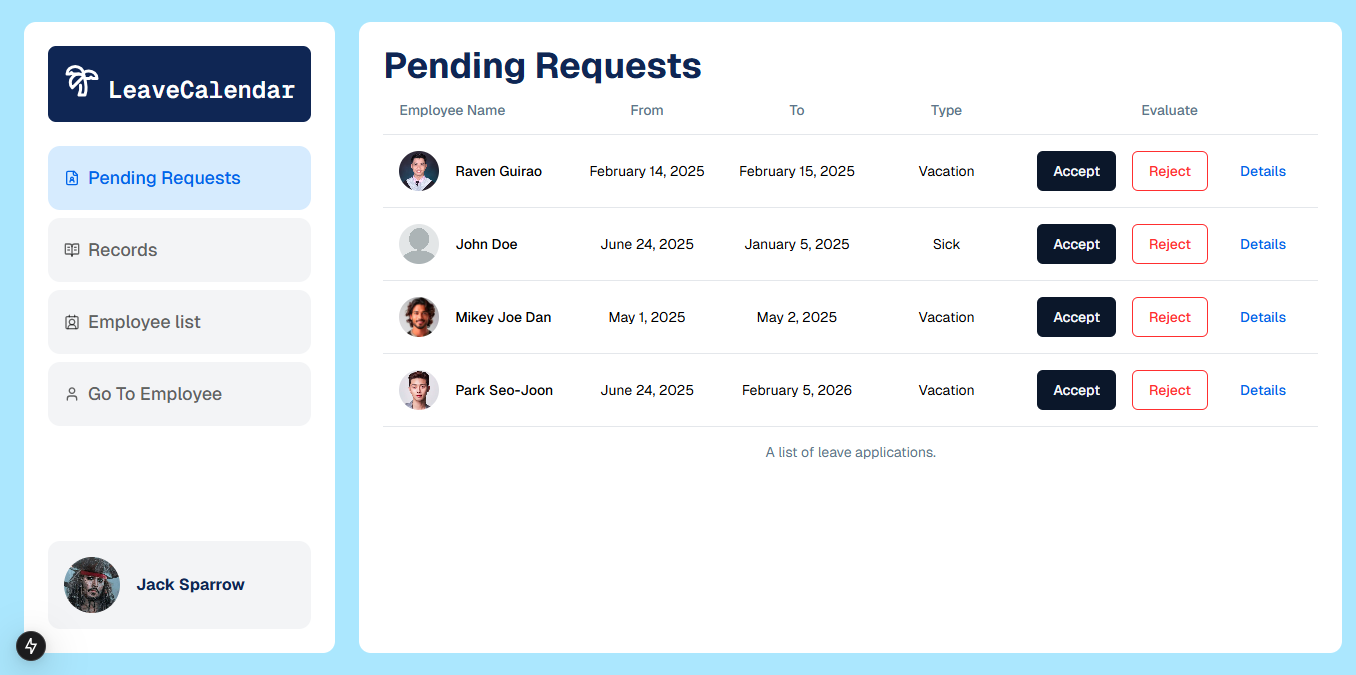 LeaveCalendar
Pending Requests
Records
Employee list
Go To Employee
Jack Sparrow
Pending Requests
Employee Name From To Type Evaluate
Raven Guirao February 14, 2025 February 15, 2025 Vacation Accept Reject Details
John Doe June 24, 2025 January 5, 2025 Sick Accept Reject Details
Mikey Joe Dan May 1, 2025 May 2, 2025 Vacation Accept Reject Details
Park Seo-Joon June 24, 2025 February 5, 2026 Vacation Accept Reject Details
A list of leave applications.